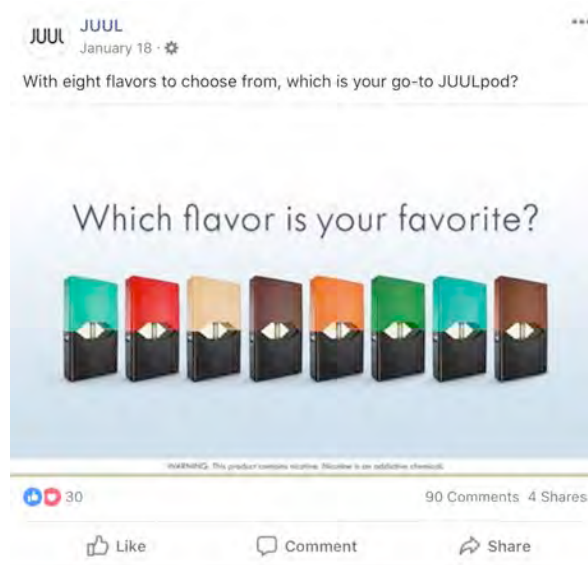 JUUL
JUUL
January 18 ·
With eight flavors to choose from, which is your go-to JUULpod?
Which flavor is your favorite?
WARNING: This product contains nicotine. Nicotine is an addictive chemical.
30
90 Comments 4 Shares
Like
Comment
Share